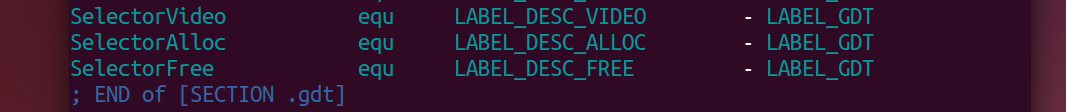 SelectorVideo equ LABEL_DESC_VIDEO - LABEL_GDT
SelectorAlloc equ LABEL_DESC_ALLOC - LABEL_GDT
SelectorFree equ LABEL_DESC_FREE - LABEL_GDT
; END of [SECTION .gdt]